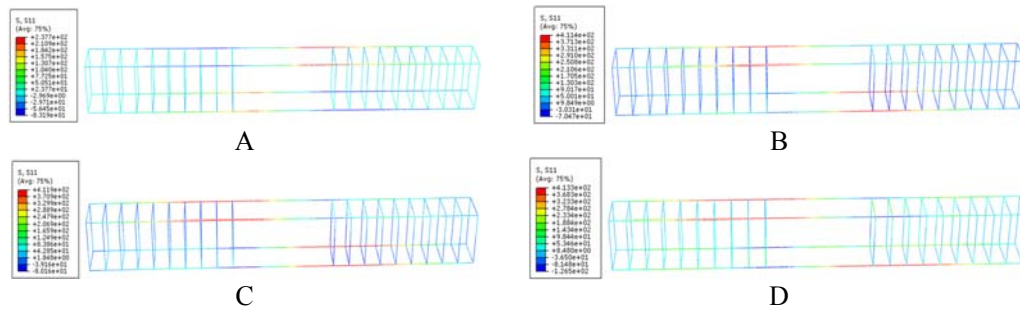 S, S11
(Avg: 75%)
+2.377e+02
+2.109e+02
+1.842e+02
+1.575e+02
+1.307e+02
+1.040e+02
+7.725e+01
+5.051e+01
+2.377e+01
-2.969e+00
-2.971e+01
-5.645e+01
-8.319e+01
A
S, S11
(Avg: 75%)
+4.114e+02
+3.713e+02
+3.311e+02
+2.910e+02
+2.508e+02
+2.106e+02
+1.705e+02
+1.303e+02
+9.017e+01
+5.001e+01
+9.849e+00
-3.031e+01
-7.047e+01
B
S, S11
(Avg: 75%)
+4.119e+02
+3.709e+02
+3.299e+02
+2.889e+02
+2.479e+02
+2.069e+02
+1.659e+02
+1.249e+02
+8.386e+01
+4.285e+01
+1.848e+00
-3.916e+01
-8.016e+01
C
S, S11
(Avg: 75%)
+4.133e+02
+3.683e+02
+3.233e+02
+2.784e+02
+2.334e+02
+1.884e+02
+1.434e+02
+9.844e+01
+5.346e+01
+8.480e+00
-3.650e+01
-8.148e+01
-1.265e+02
D